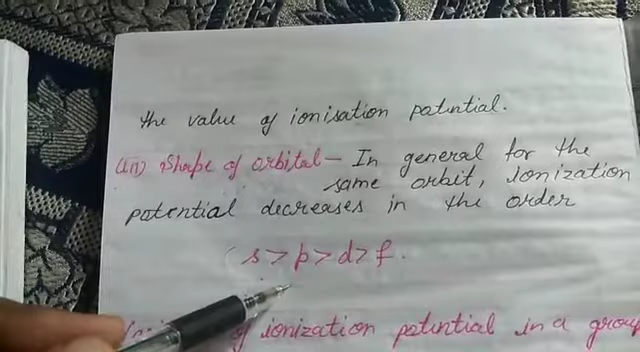 the value of ionisation potential.
(iii) Shape of orbital - In general for the
same orbit, Ionization
potential decreases in the order
s > p > d > f.
of ionization potential in a group